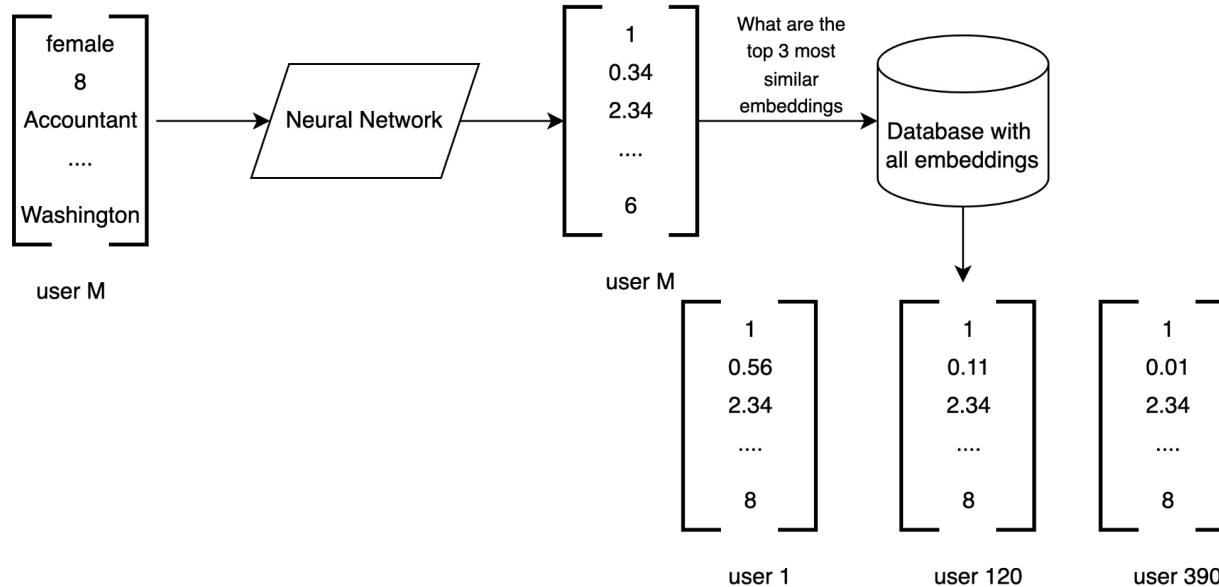 female
8
Accountant
....
Washington
user M
Neural Network
1
0.34
2.34
....
6
user M
What are the
top 3 most
similar
embeddings
Database with
all embeddings
1
0.56
2.34
....
8
user 1
1
0.11
2.34
....
8
user 120
1
0.01
2.34
....
8
user 390